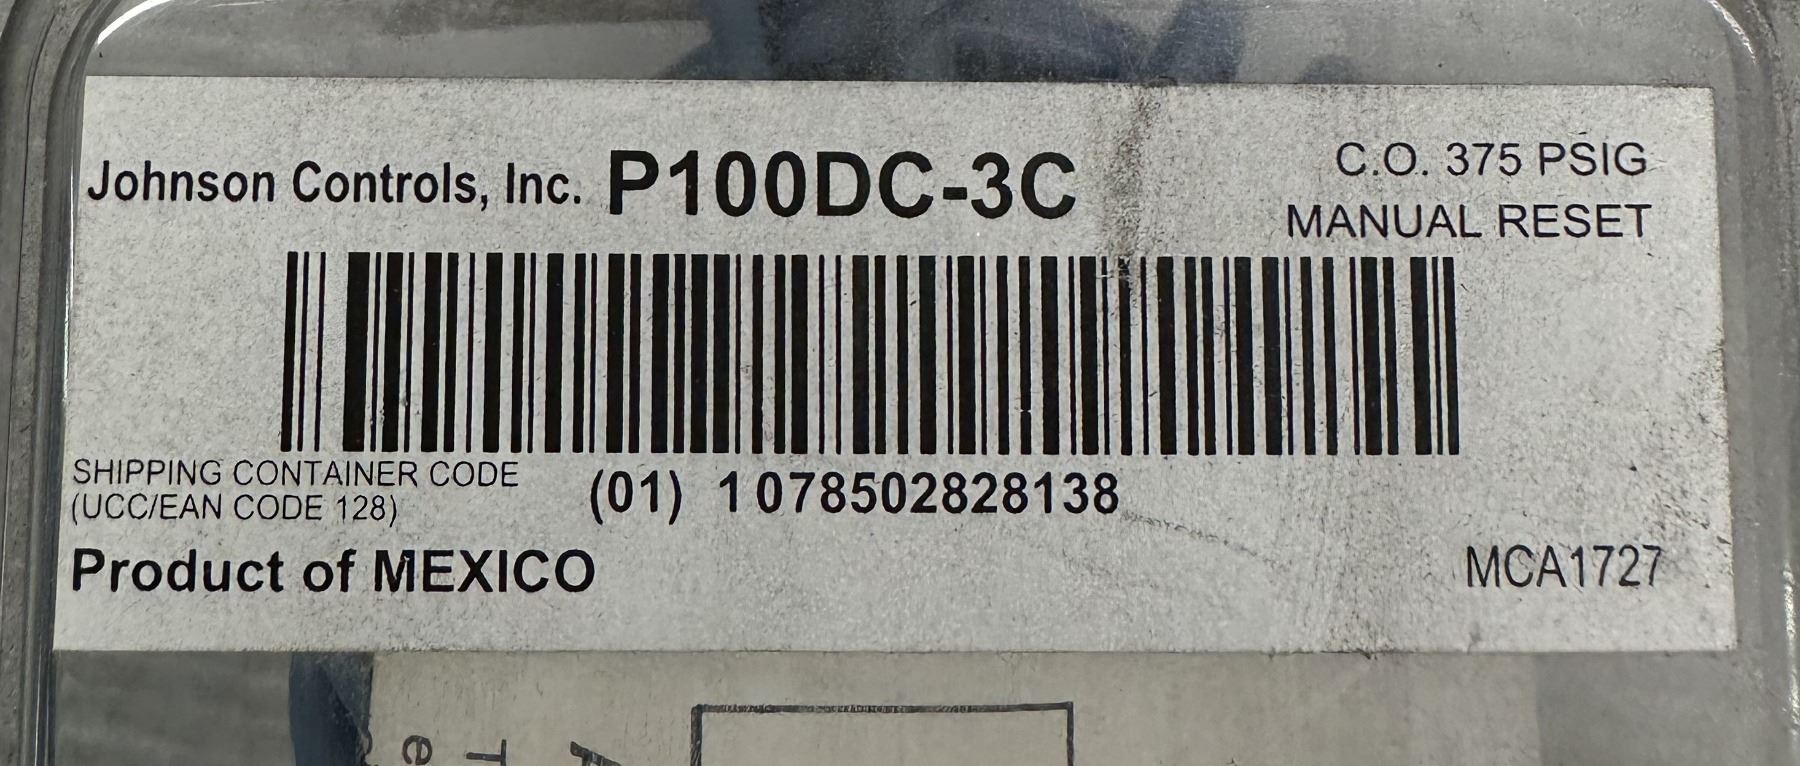 Johnson Controls, Inc. P100DC-3C
C.O. 375 PSIG
MANUAL RESET
SHIPPING CONTAINER CODE
(UCC/EAN CODE 128)
(01) 1 078502828138
Product of MEXICO
MCA1727